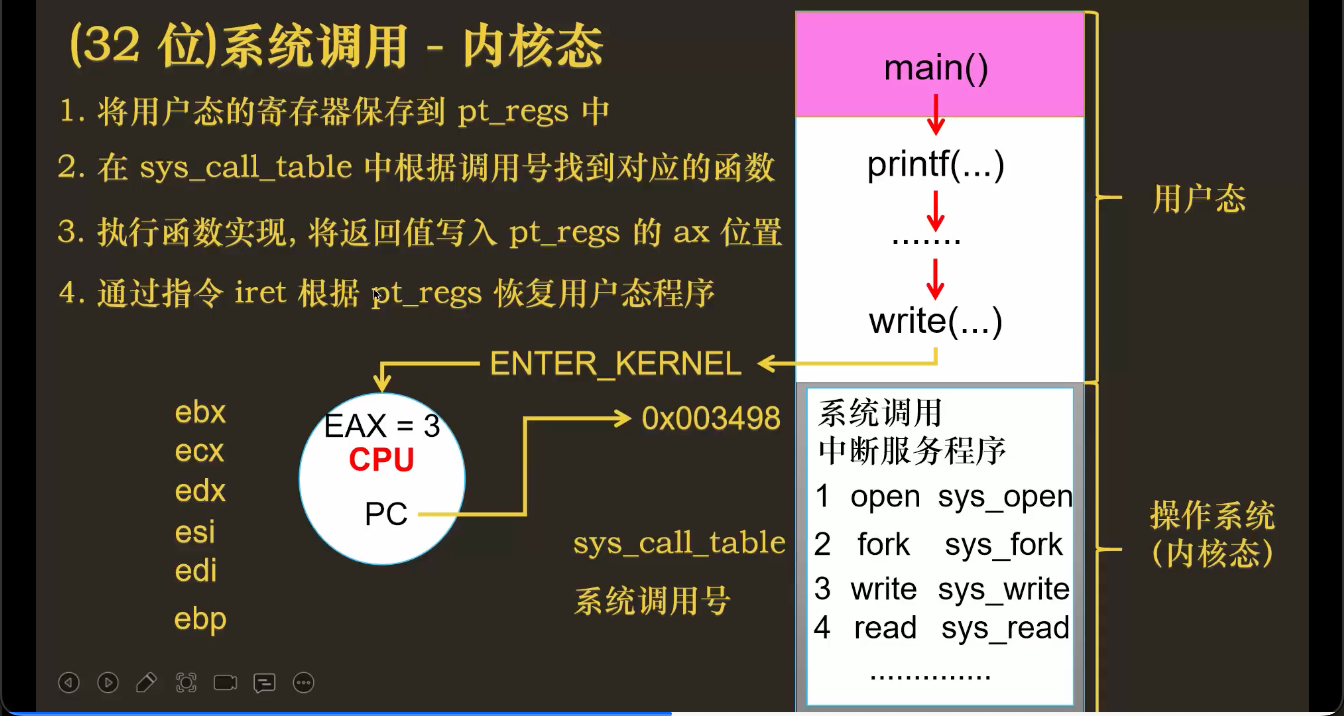 (32 位)系统调用 - 内核态
1. 将用户态的寄存器保存到 pt_regs 中
2. 在 sys_call_table 中根据调用号找到对应的函数
3. 执行函数实现, 将返回值写入 pt_regs 的 ax 位置
4. 通过指令 iret 根据 pt_regs 恢复用户态程序
ENTER_KERNEL
ebx
ecx
edx
esi
edi
ebp
EAX = 3
CPU
PC
0x003498
sys_call_table
系统调用号
main()
printf(...)
.......
write(...)
系统调用
中断服务程序
1 open sys_open
2 fork sys_fork
3 write sys_write
4 read sys_read
..............
用户态
操作系统
(内核态)